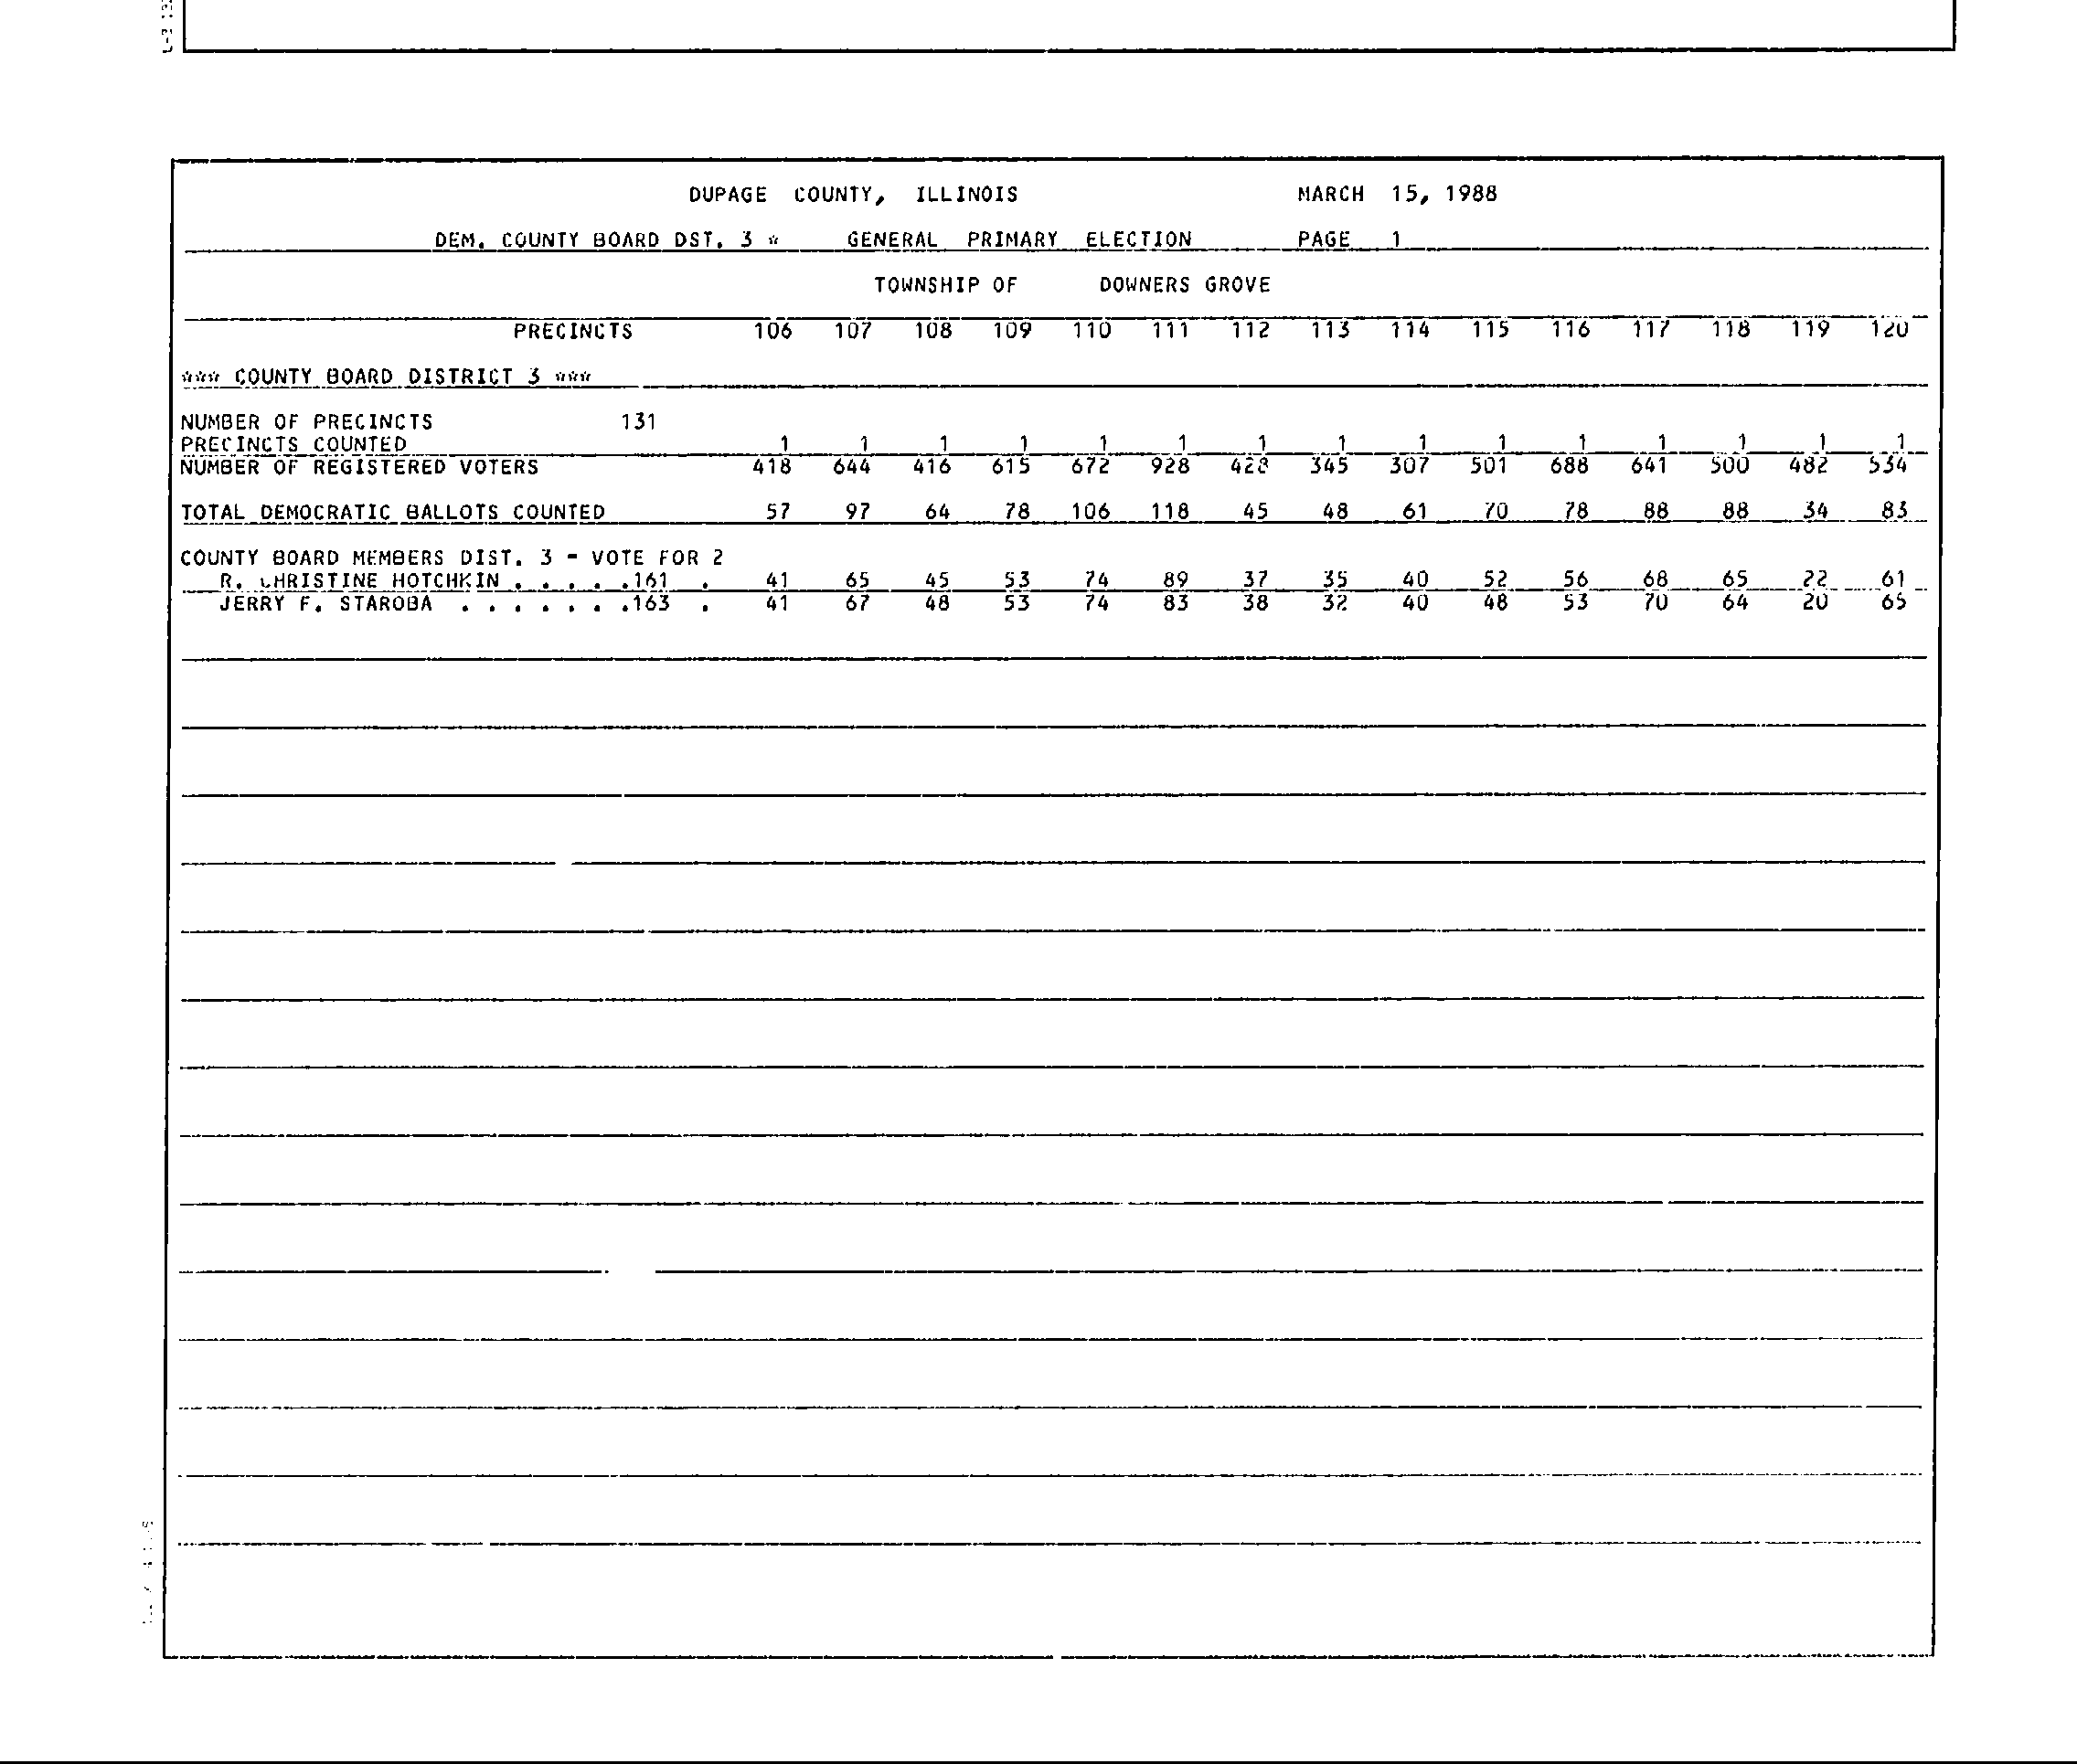 DUPAGE COUNTY, ILLINOIS MARCH 15, 1988
DEM. COUNTY BOARD DST. 3 * GENERAL PRIMARY ELECTION PAGE 1
TOWNSHIP OF DOWNERS GROVE
PRECINCTS 106 107 108 109 110 111 112 113 114 115 116 117 118 119 120
*** COUNTY BOARD DISTRICT 3 ***
NUMBER OF PRECINCTS 131
PRECINCTS COUNTED 1 1 1 1 1 1 1 1 1 1 1 1 1 1 1
NUMBER OF REGISTERED VOTERS 418 644 416 615 672 928 428 345 307 501 688 641 500 482 534
TOTAL DEMOCRATIC BALLOTS COUNTED 57 97 64 78 106 118 45 48 61 70 78 88 88 34 83
COUNTY BOARD MEMBERS DIST. 3 - VOTE FOR 2
R. CHRISTINE HOTCHKIN . . . . .161 . 41 65 45 53 74 89 37 35 40 52 56 68 65 22 61
JERRY F. STAROBA . . . . . . .163 . 41 67 48 53 74 83 38 32 40 48 53 70 64 20 65